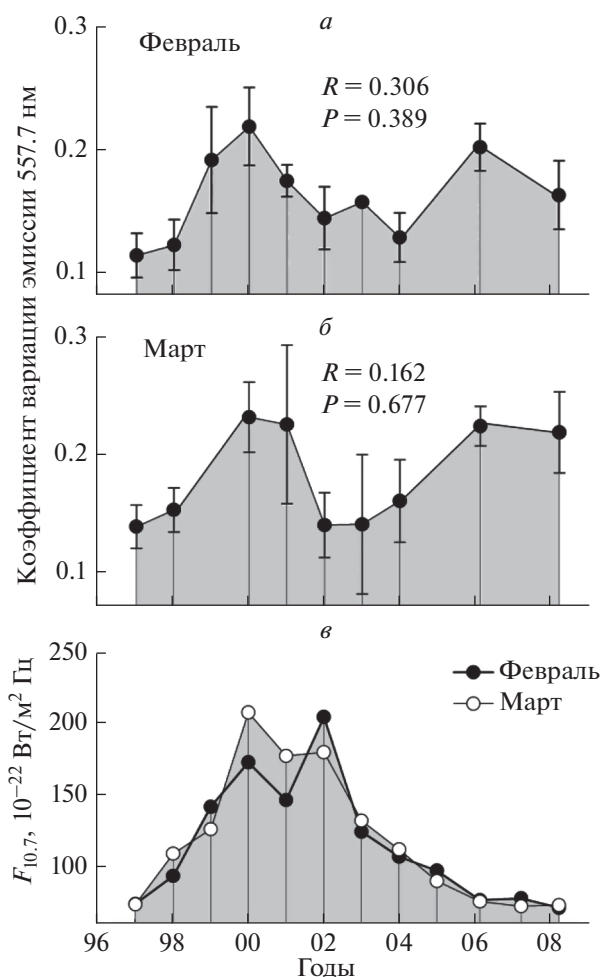 Коэффициент вариации эмиссии 557.7 нм
0.3
0.2
0.1
Февраль
а
R = 0.306
P = 0.389
0.3
0.2
0.1
Март
б
R = 0.162
P = 0.677
в
F10.7, 10−22 Вт/м2 Гц
250
200
150
100
Февраль
Март
96 98 00 02 04 06 08
Годы